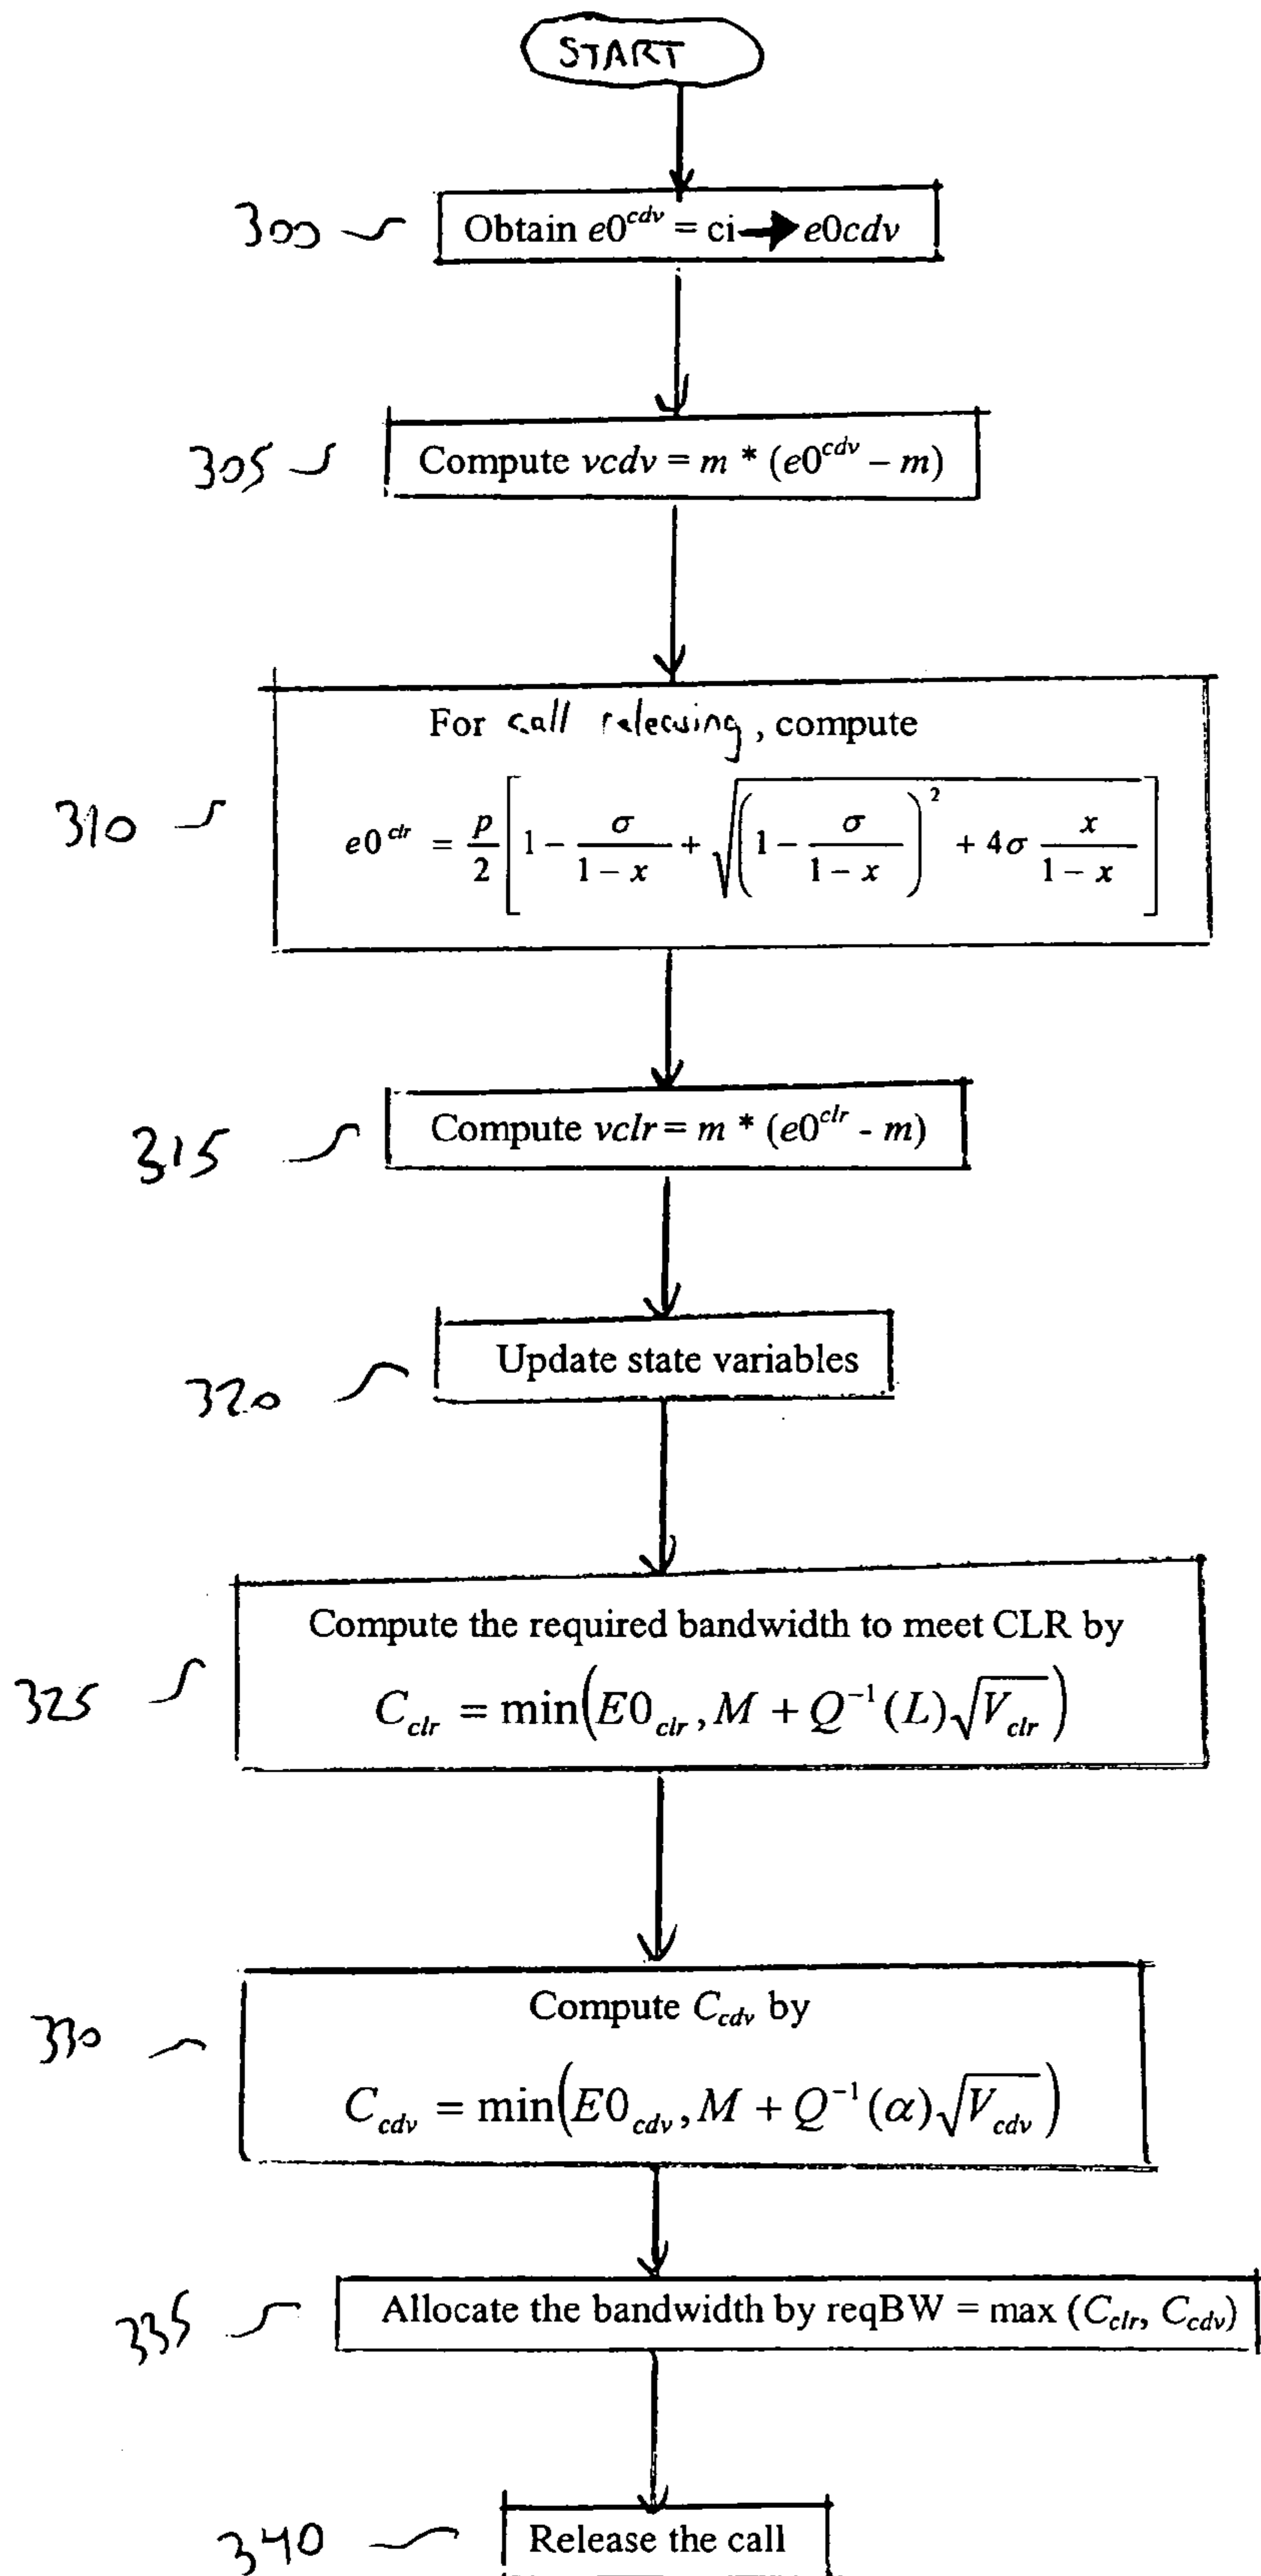 START
300
Obtain e0^cdv = ci→e0cdv
305
Compute vcdv = m * (e0^cdv – m)
310
For call releasing, compute
e0^clr = p/2 [1 − σ/(1 − x) + √((1 − σ/(1 − x))^2 + 4σ x/(1 − x))]
315
Compute vclr = m * (e0^clr - m)
320
Update state variables
325
Compute the required bandwidth to meet CLR by
C_clr = min(E0_clr, M + Q^−1(L)√V_clr)
330
Compute C_cdv by
C_cdv = min(E0_cdv, M + Q^−1(α)√V_cdv)
335
Allocate the bandwidth by reqBW = max (C_clr, C_cdv)
340
Release the call